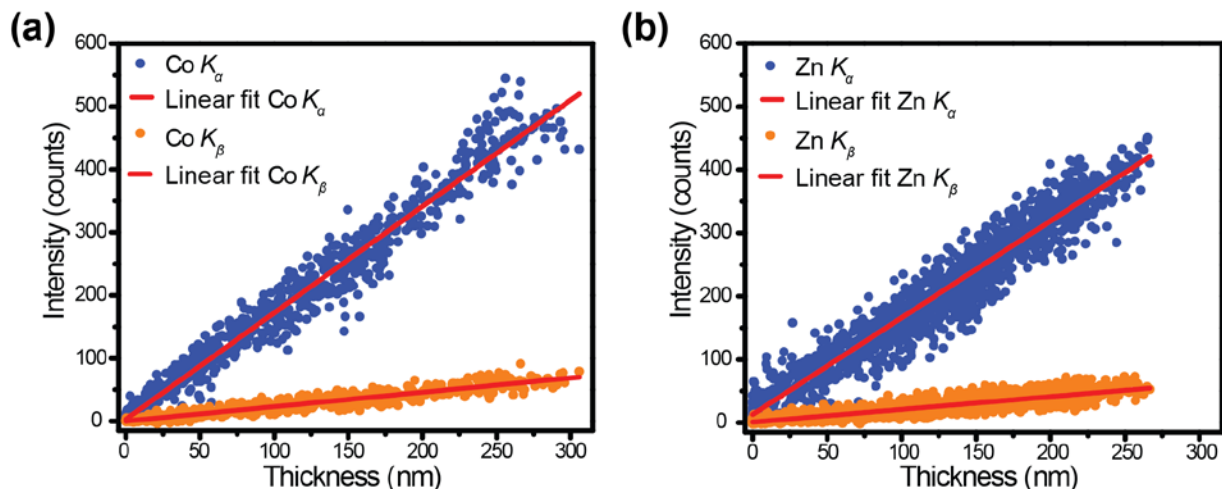 (a)
600
500
400
300
200
100
0
Intensity (counts)
Co Kα
Linear fit Co Kα
Co Kβ
Linear fit Co Kβ
0 50 100 150 200 250 300
Thickness (nm)
(b)
600
500
400
300
200
100
0
Intensity (counts)
Zn Kα
Linear fit Zn Kα
Zn Kβ
Linear fit Zn Kβ
0 50 100 150 200 250 300
Thickness (nm)